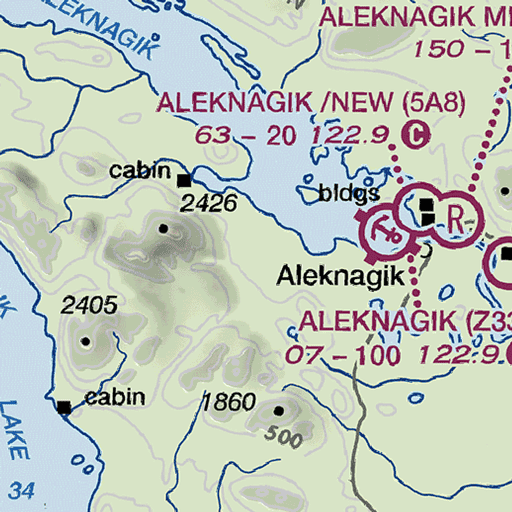 ALEKNAGIK
ALEKNAGIK
150 – 1
ALEKNAGIK /NEW (5A8)
63 – 20 122.9 C
cabin
2426
bldgs
R
Aleknagik
2405
ALEKNAGIK (Z33
07 – 100 122.9
cabin
1860
500
LAKE
34